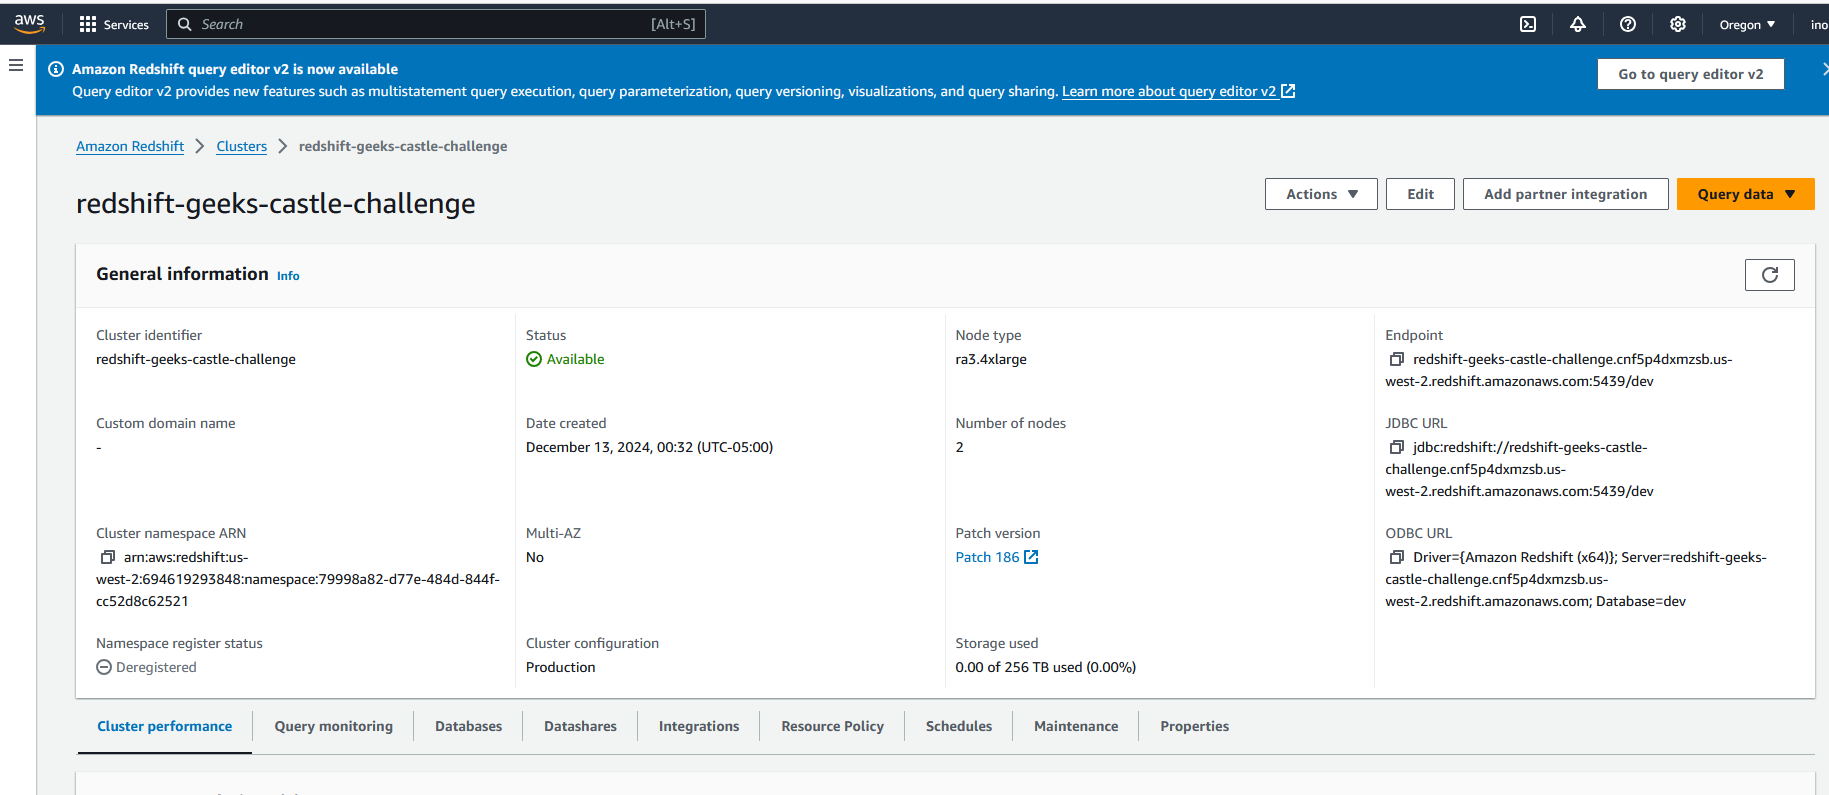 aws
Services
Search
[Alt+S]
Oregon
ino
Amazon Redshift query editor v2 is now available
Query editor v2 provides new features such as multistatement query execution, query parameterization, query versioning, visualizations, and query sharing. Learn more about query editor v2
Go to query editor v2
Amazon Redshift
Clusters
redshift-geeks-castle-challenge
redshift-geeks-castle-challenge
Actions
Edit
Add partner integration
Query data
General information Info
Cluster identifier
redshift-geeks-castle-challenge
Status
Available
Node type
ra3.4xlarge
Endpoint
redshift-geeks-castle-challenge.cnf5p4dxmzsb.us-
west-2.redshift.amazonaws.com:5439/dev
Custom domain name
-
Date created
December 13, 2024, 00:32 (UTC-05:00)
Number of nodes
2
JDBC URL
jdbc:redshift://redshift-geeks-castle-
challenge.cnf5p4dxmzsb.us-
west-2.redshift.amazonaws.com:5439/dev
Cluster namespace ARN
arn:aws:redshift:us-
west-2:694619293848:namespace:79998a82-d77e-484d-844f-
cc52d8c62521
Multi-AZ
No
Patch version
Patch 186
ODBC URL
Driver={Amazon Redshift (x64)}; Server=redshift-geeks-
castle-challenge.cnf5p4dxmzsb.us-
west-2.redshift.amazonaws.com; Database=dev
Namespace register status
Deregistered
Cluster configuration
Production
Storage used
0.00 of 256 TB used (0.00%)
Cluster performance
Query monitoring
Databases
Datashares
Integrations
Resource Policy
Schedules
Maintenance
Properties